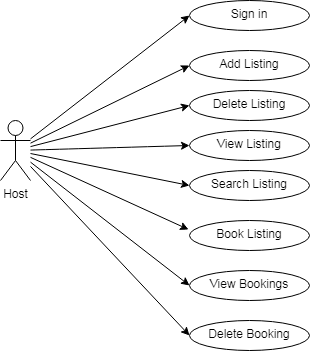 Sign in
Add Listing
Delete Listing
View Listing
Search Listing
Host
Book Listing
View Bookings
Delete Booking